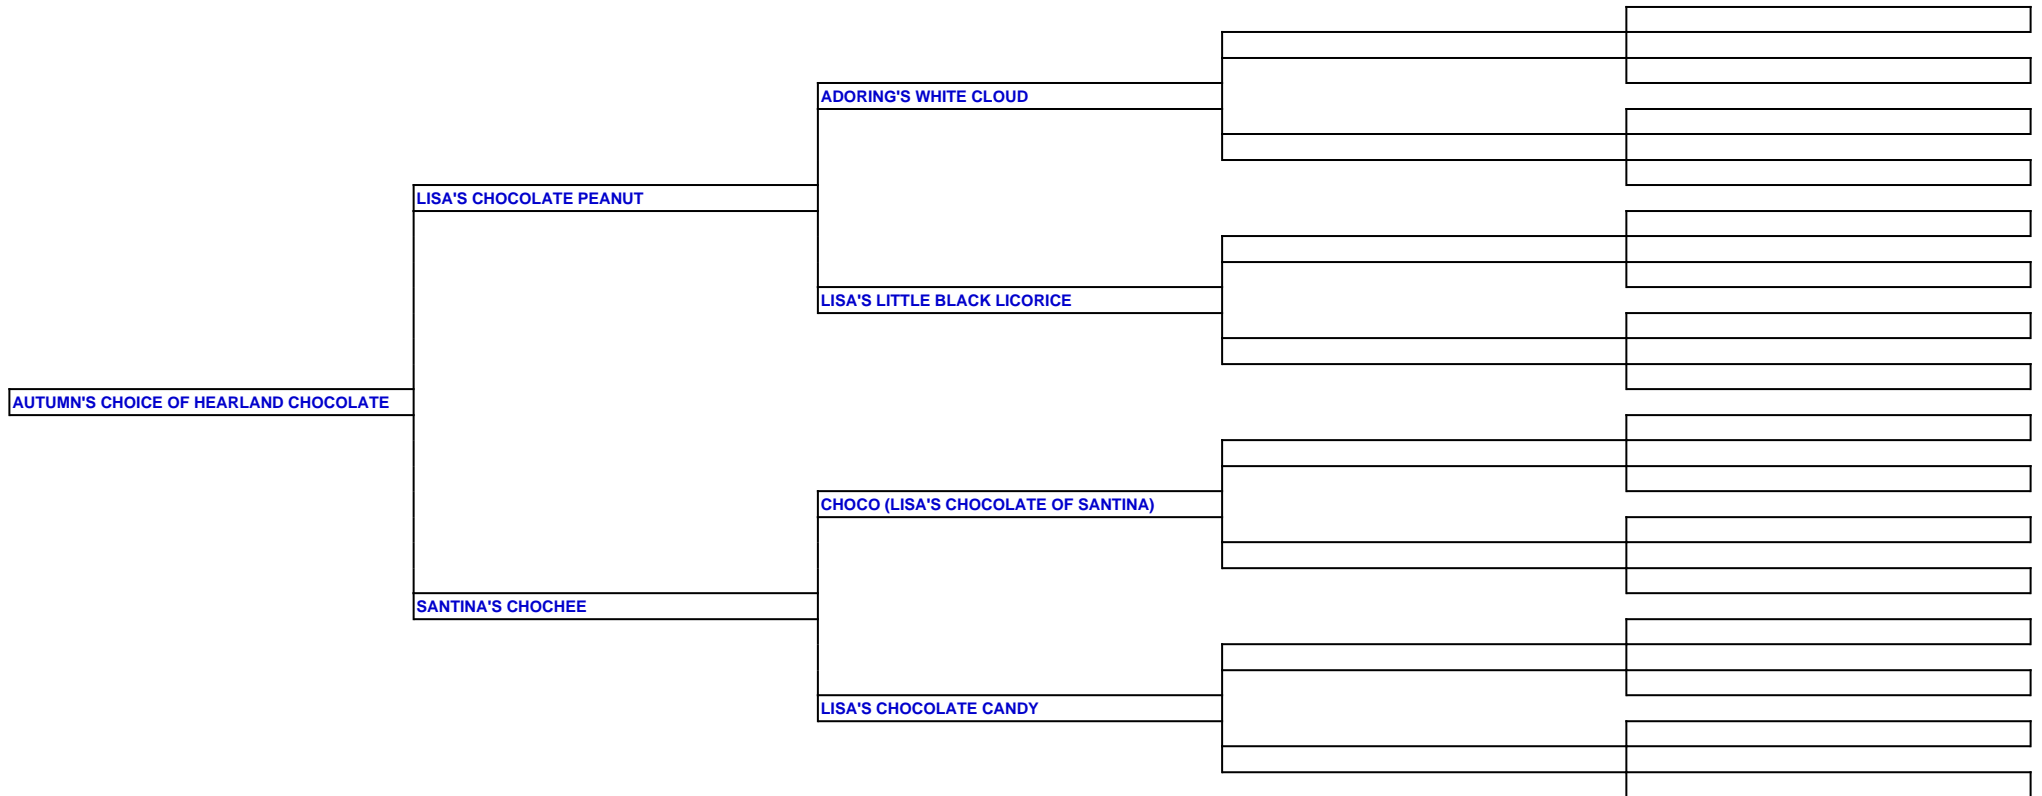 ADORING'S WHITE CLOUD
LISA'S CHOCOLATE PEANUT
LISA'S LITTLE BLACK LICORICE
AUTUMN'S CHOICE OF HEARLAND CHOCOLATE
CHOCO (LISA'S CHOCOLATE OF SANTINA)
SANTINA'S CHOCHEE
LISA'S CHOCOLATE CANDY